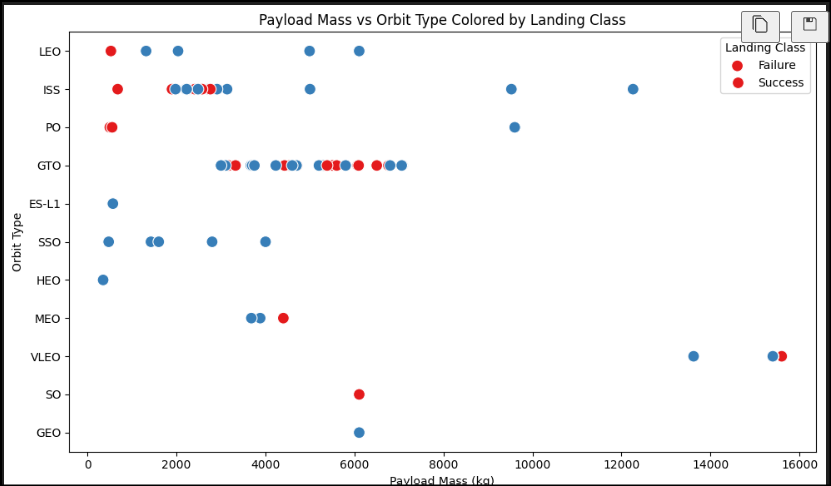 Payload Mass vs Orbit Type Colored by Landing Class
Landing Class
Failure
Success
Orbit Type
LEO
ISS
PO
GTO
ES-L1
SSO
HEO
MEO
VLEO
SO
GEO
0 2000 4000 6000 8000 10000 12000 14000 16000
Payload Mass (kg)